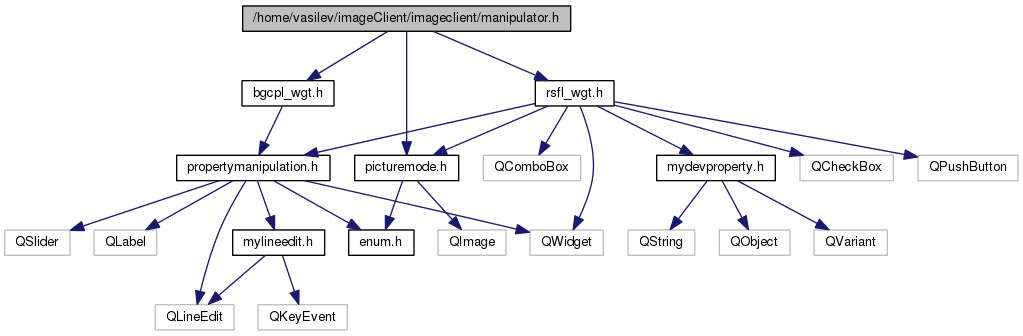 /home/vasilev/imageClient/imageclient/manipulator.h
bgcpl_wgt.h
rsfl_wgt.h
propertymanipulation.h
picturemode.h
QComboBox
mydevproperty.h
QCheckBox
QPushButton
QSlider
QLabel
mylineedit.h
enum.h
QImage
QWidget
QString
QObject
QVariant
QLineEdit
QKeyEvent